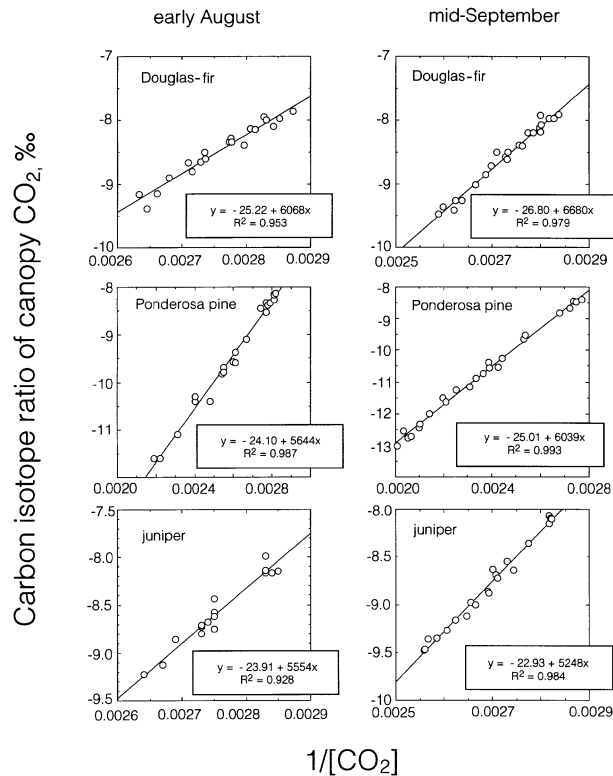 early August
mid-September
Carbon isotope ratio of canopy CO2, ‰
-7
-8
-9
-10
Douglas-fir
y = - 25.22 + 6068x
R2 = 0.953
0.0026
0.0027
0.0028
0.0029
-7
-8
-9
-10
Douglas-fir
y = - 26.80 + 6680x
R2 = 0.979
0.0025
0.0027
0.0029
-8
-9
-10
-11
Ponderosa pine
y = - 24.10 + 5644x
R2 = 0.987
0.0020
0.0024
0.0028
-8
-9
-10
-11
-12
-13
Ponderosa pine
y = - 25.01 + 6039x
R2 = 0.993
0.0020
0.0024
0.0028
-7.5
-8.0
-8.5
-9.0
-9.5
juniper
y = - 23.91 + 5554x
R2 = 0.928
0.0026
0.0027
0.0028
0.0029
-8.0
-8.5
-9.0
-9.5
-10
juniper
y = - 22.93 + 5248x
R2 = 0.984
0.0025
0.0027
0.0029
1/[CO2]